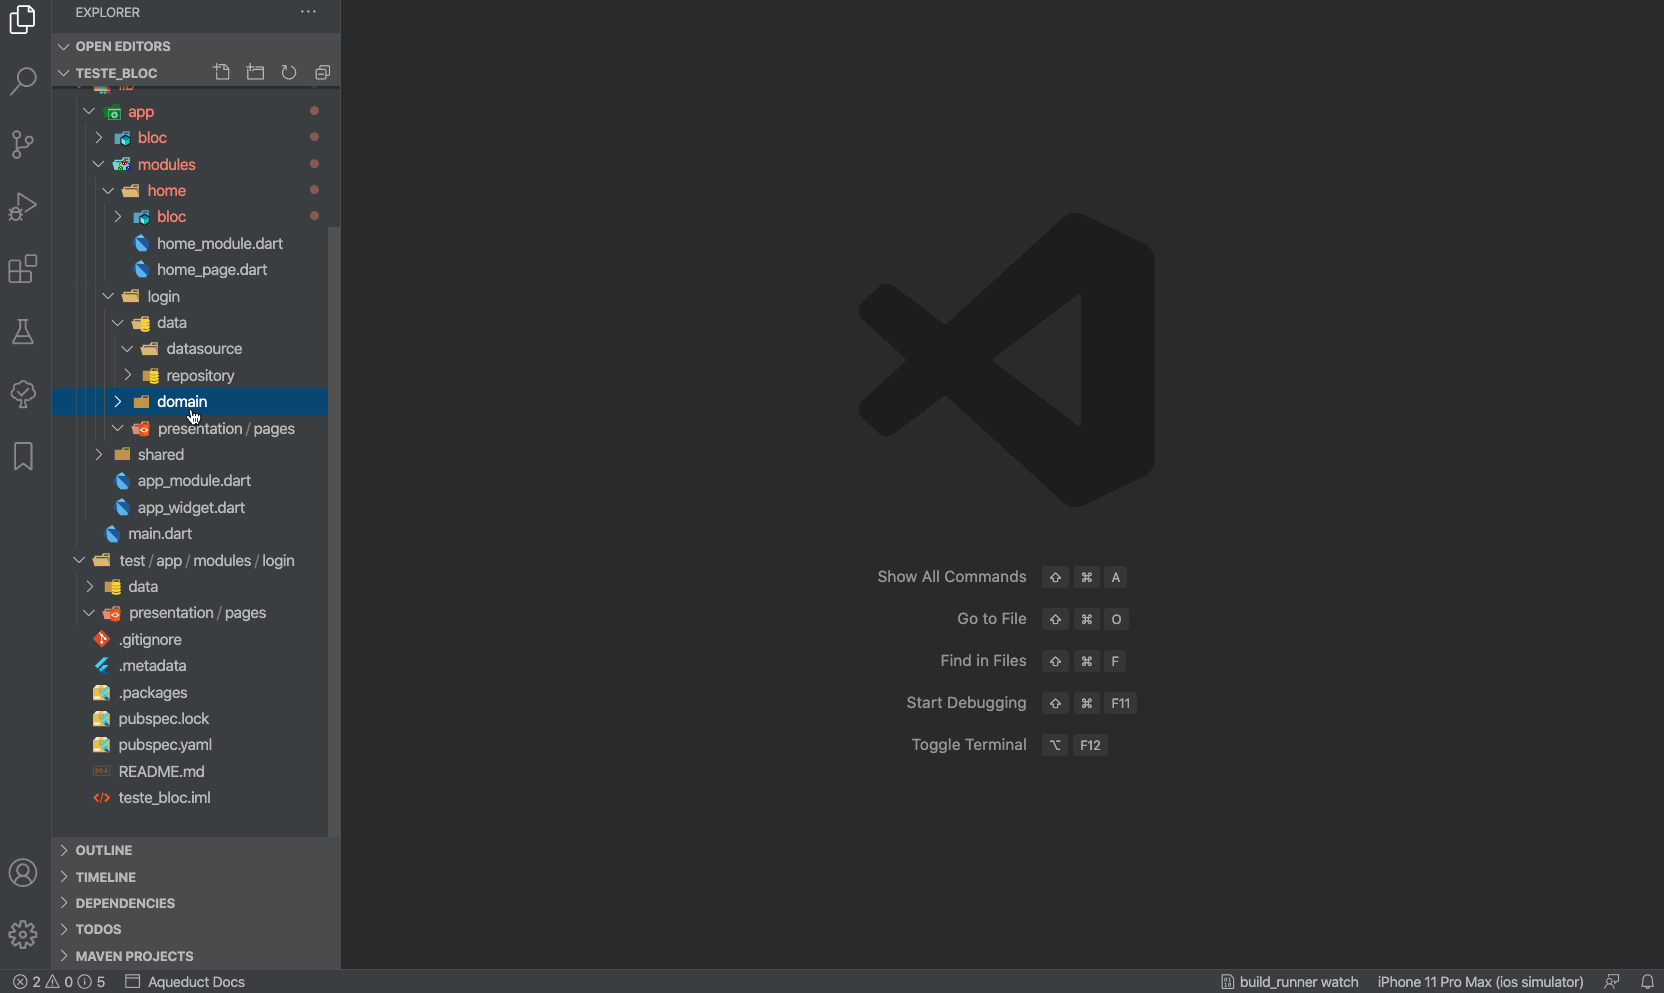 EXPLORER
OPEN EDITORS
TESTE_BLOC
lib
app
bloc
modules
home
bloc
home_module.dart
home_page.dart
login
data
datasource
repository
domain
presentation / pages
shared
app_module.dart
app_widget.dart
main.dart
test / app / modules / login
data
presentation / pages
.gitignore
.metadata
.packages
pubspec.lock
pubspec.yaml
README.md
teste_bloc.iml
OUTLINE
TIMELINE
DEPENDENCIES
TODOS
MAVEN PROJECTS
Show All Commands ⇧ ⌘ A
Go to File ⇧ ⌘ O
Find in Files ⇧ ⌘ F
Start Debugging ⇧ ⌘ F11
Toggle Terminal ⌥ F12
2 0 5 Aqueduct Docs build_runner watch iPhone 11 Pro Max (ios simulator)